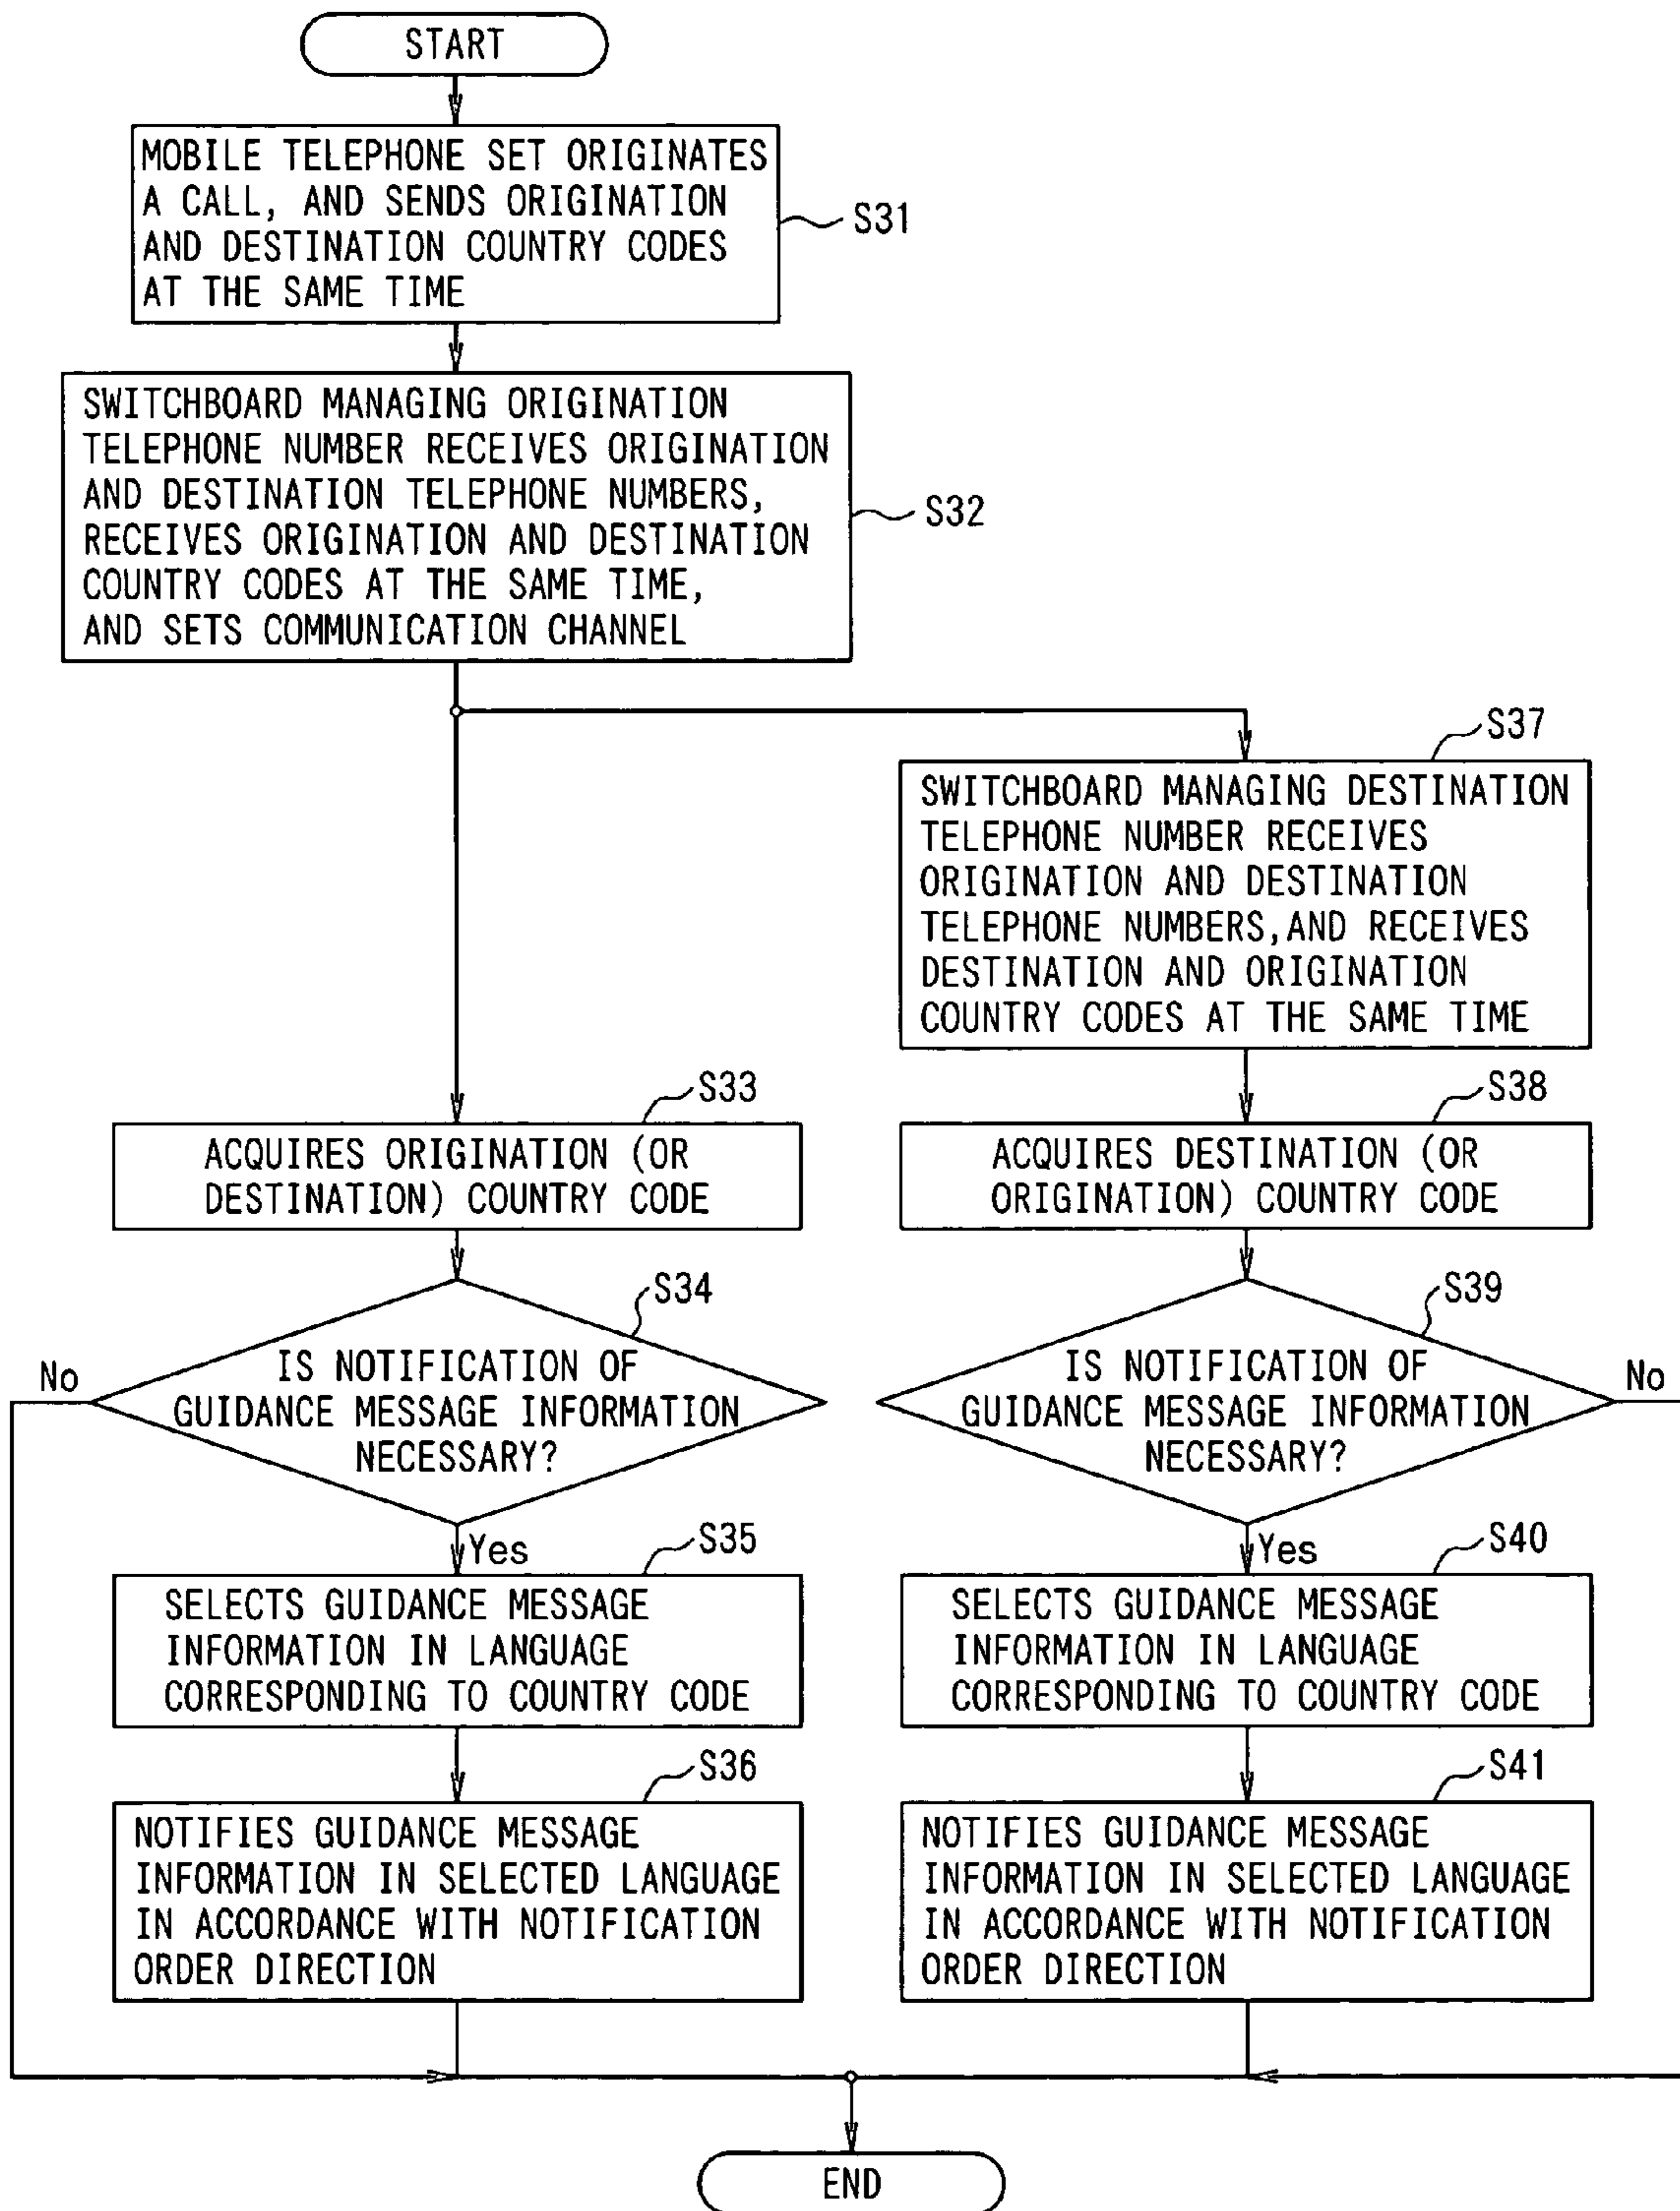 START
MOBILE TELEPHONE SET ORIGINATES
A CALL, AND SENDS ORIGINATION
AND DESTINATION COUNTRY CODES
AT THE SAME TIME
S31
SWITCHBOARD MANAGING ORIGINATION
TELEPHONE NUMBER RECEIVES ORIGINATION
AND DESTINATION TELEPHONE NUMBERS,
RECEIVES ORIGINATION AND DESTINATION
COUNTRY CODES AT THE SAME TIME,
AND SETS COMMUNICATION CHANNEL
S32
S37
SWITCHBOARD MANAGING DESTINATION
TELEPHONE NUMBER RECEIVES
ORIGINATION AND DESTINATION
TELEPHONE NUMBERS, AND RECEIVES
DESTINATION AND ORIGINATION
COUNTRY CODES AT THE SAME TIME
S33
ACQUIRES ORIGINATION (OR
DESTINATION) COUNTRY CODE
S38
ACQUIRES DESTINATION (OR
ORIGINATION) COUNTRY CODE
S34
No
IS NOTIFICATION OF
GUIDANCE MESSAGE INFORMATION
NECESSARY?
Yes
S39
No
IS NOTIFICATION OF
GUIDANCE MESSAGE INFORMATION
NECESSARY?
Yes
S35
SELECTS GUIDANCE MESSAGE
INFORMATION IN LANGUAGE
CORRESPONDING TO COUNTRY CODE
S40
SELECTS GUIDANCE MESSAGE
INFORMATION IN LANGUAGE
CORRESPONDING TO COUNTRY CODE
S36
NOTIFIES GUIDANCE MESSAGE
INFORMATION IN SELECTED LANGUAGE
IN ACCORDANCE WITH NOTIFICATION
ORDER DIRECTION
S41
NOTIFIES GUIDANCE MESSAGE
INFORMATION IN SELECTED LANGUAGE
IN ACCORDANCE WITH NOTIFICATION
ORDER DIRECTION
END